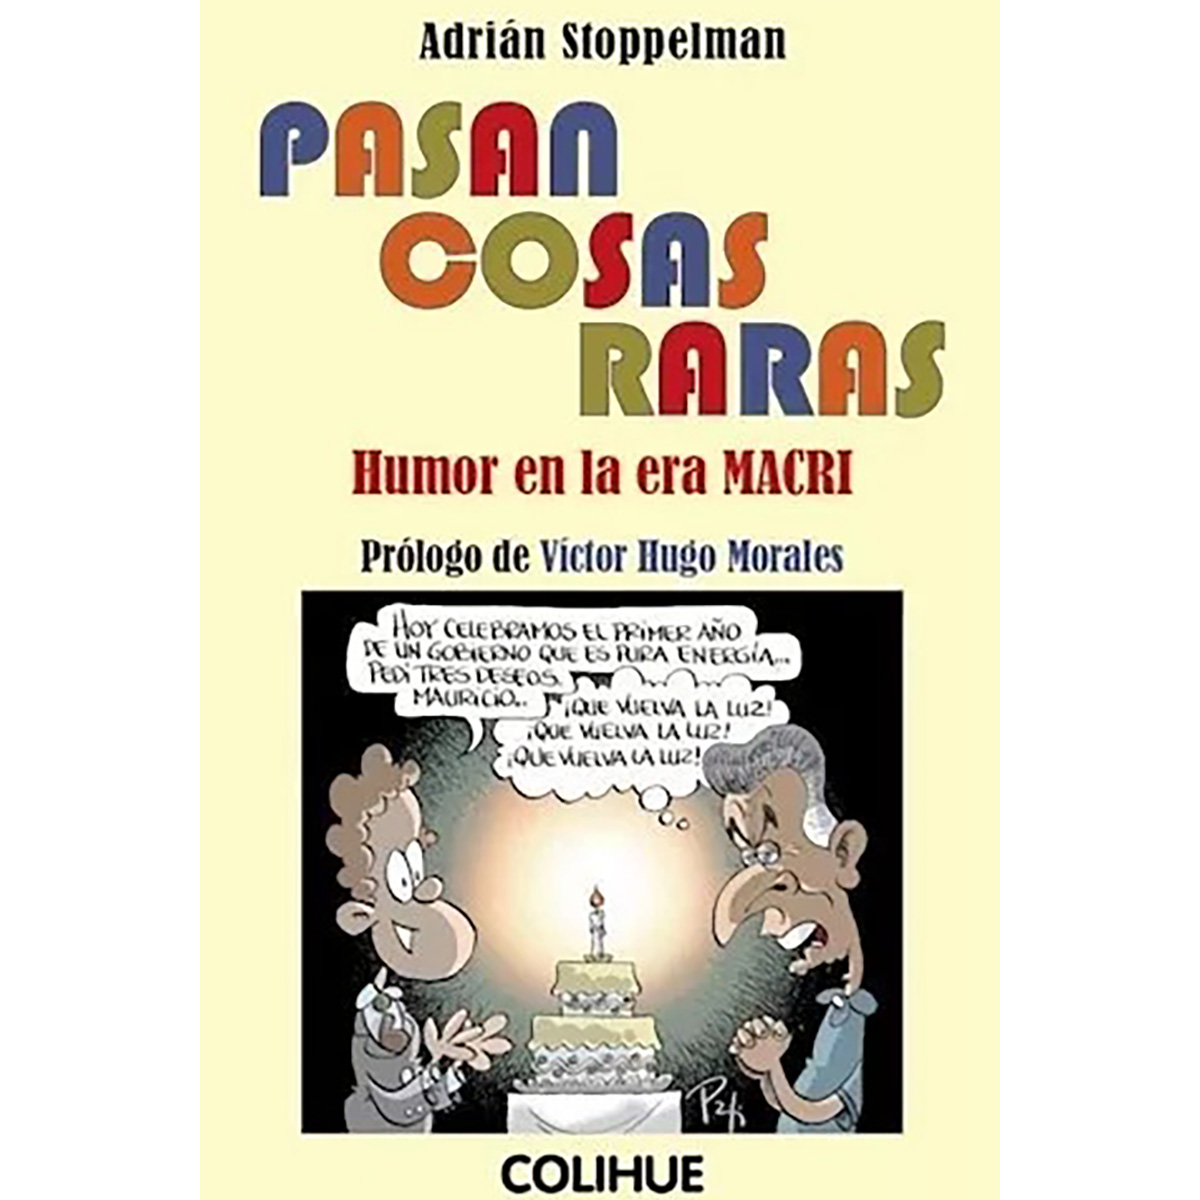 Adrián Stoppelman
PASAN
COSAS
RARAS
Humor en la era MACRI
Prólogo de Víctor Hugo Morales
HOY CELEBRAMOS EL PRIMER AÑO
DE UN GOBIERNO QUE ES PURA ENERGÍA...
PEDÍ TRES DESEOS
MAURICIO...
¡QUE VUELVA LA LUZ!
¡QUE VUELVA LA LUZ!
¡QUE VUELVA LA LUZ!
COLIHUE